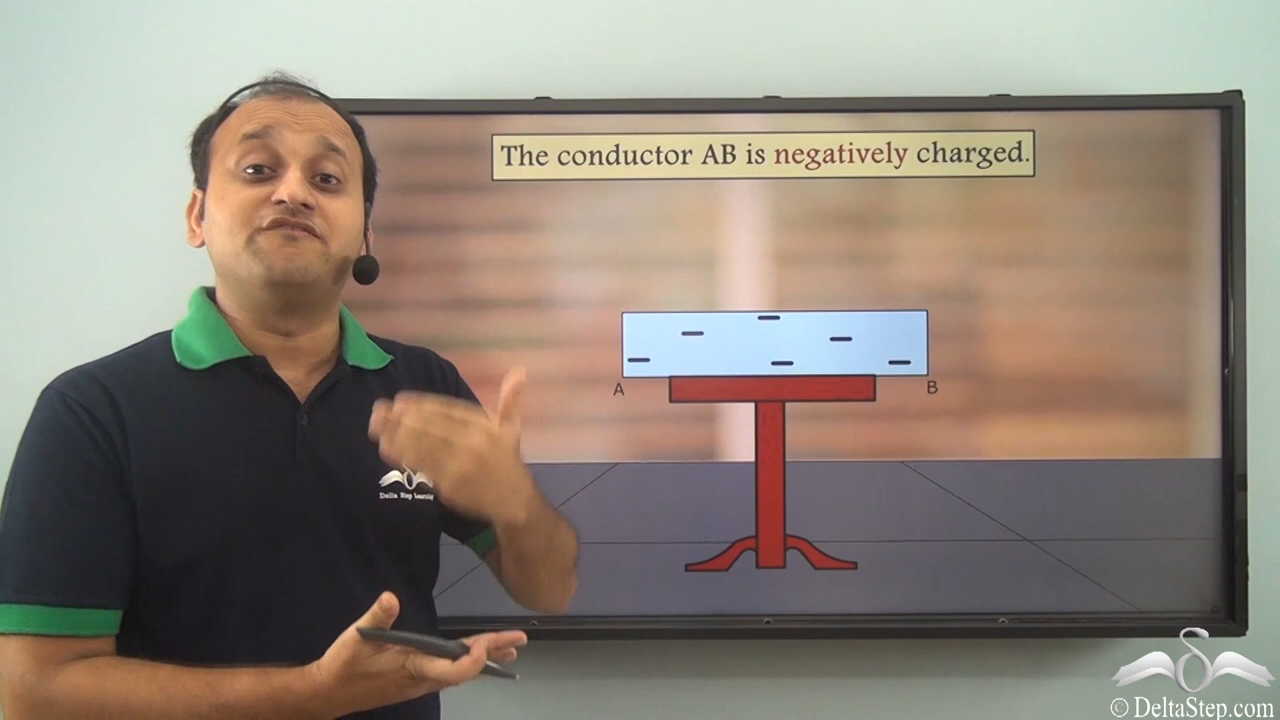 The conductor AB is negatively charged.
A
B
Delta Step Learning
© DeltaStep.com